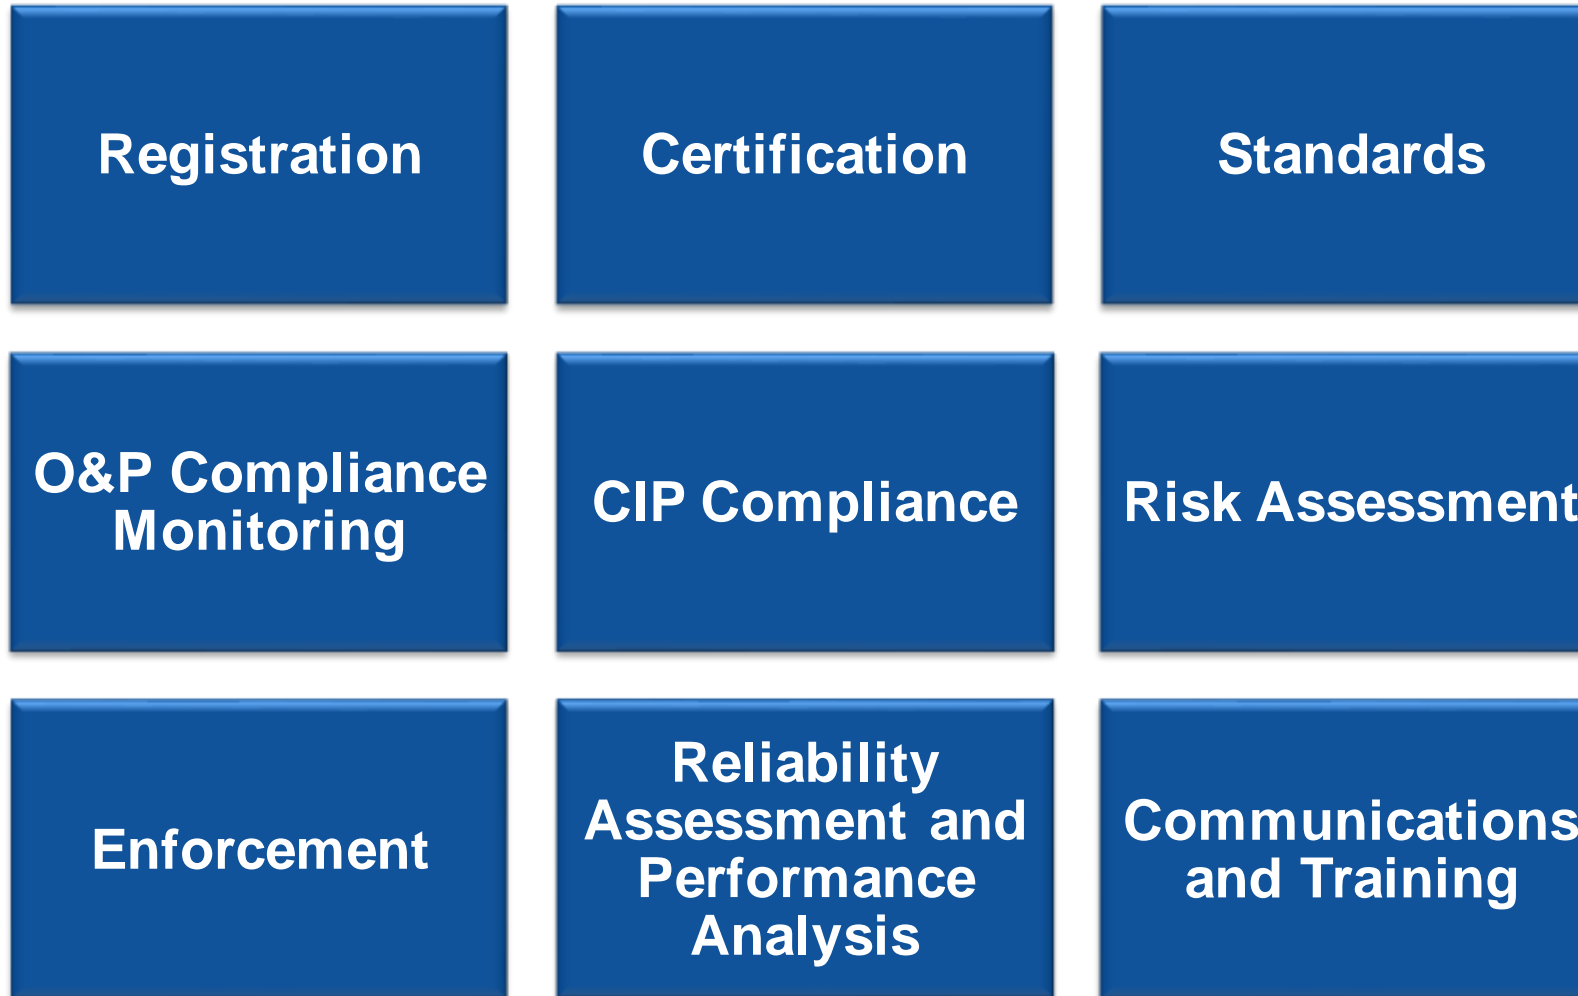 Registration
Certification
Standards
O&P Compliance
Monitoring
CIP Compliance
Risk Assessment
Enforcement
Reliability
Assessment and
Performance
Analysis
Communications
and Training